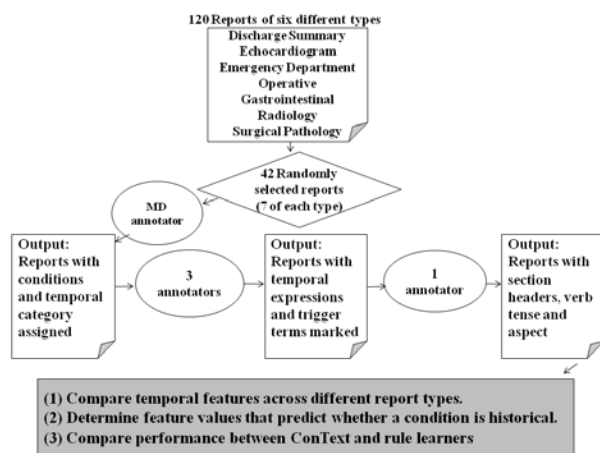 120 Reports of six different types
Discharge Summary
Echocardiogram
Emergency Department
Operative
Gastrointestinal
Radiology
Surgical Pathology
42 Randomly
selected reports
(7 of each type)
MD
annotator
Output:
Reports with
conditions
and temporal
category
assigned
3
annotators
Output:
Reports with
temporal
expressions
and trigger
terms marked
1
annotator
Output:
Reports with
section
headers, verb
tense and
aspect
(1) Compare temporal features across different report types.
(2) Determine feature values that predict whether a condition is historical.
(3) Compare performance between ConText and rule learners